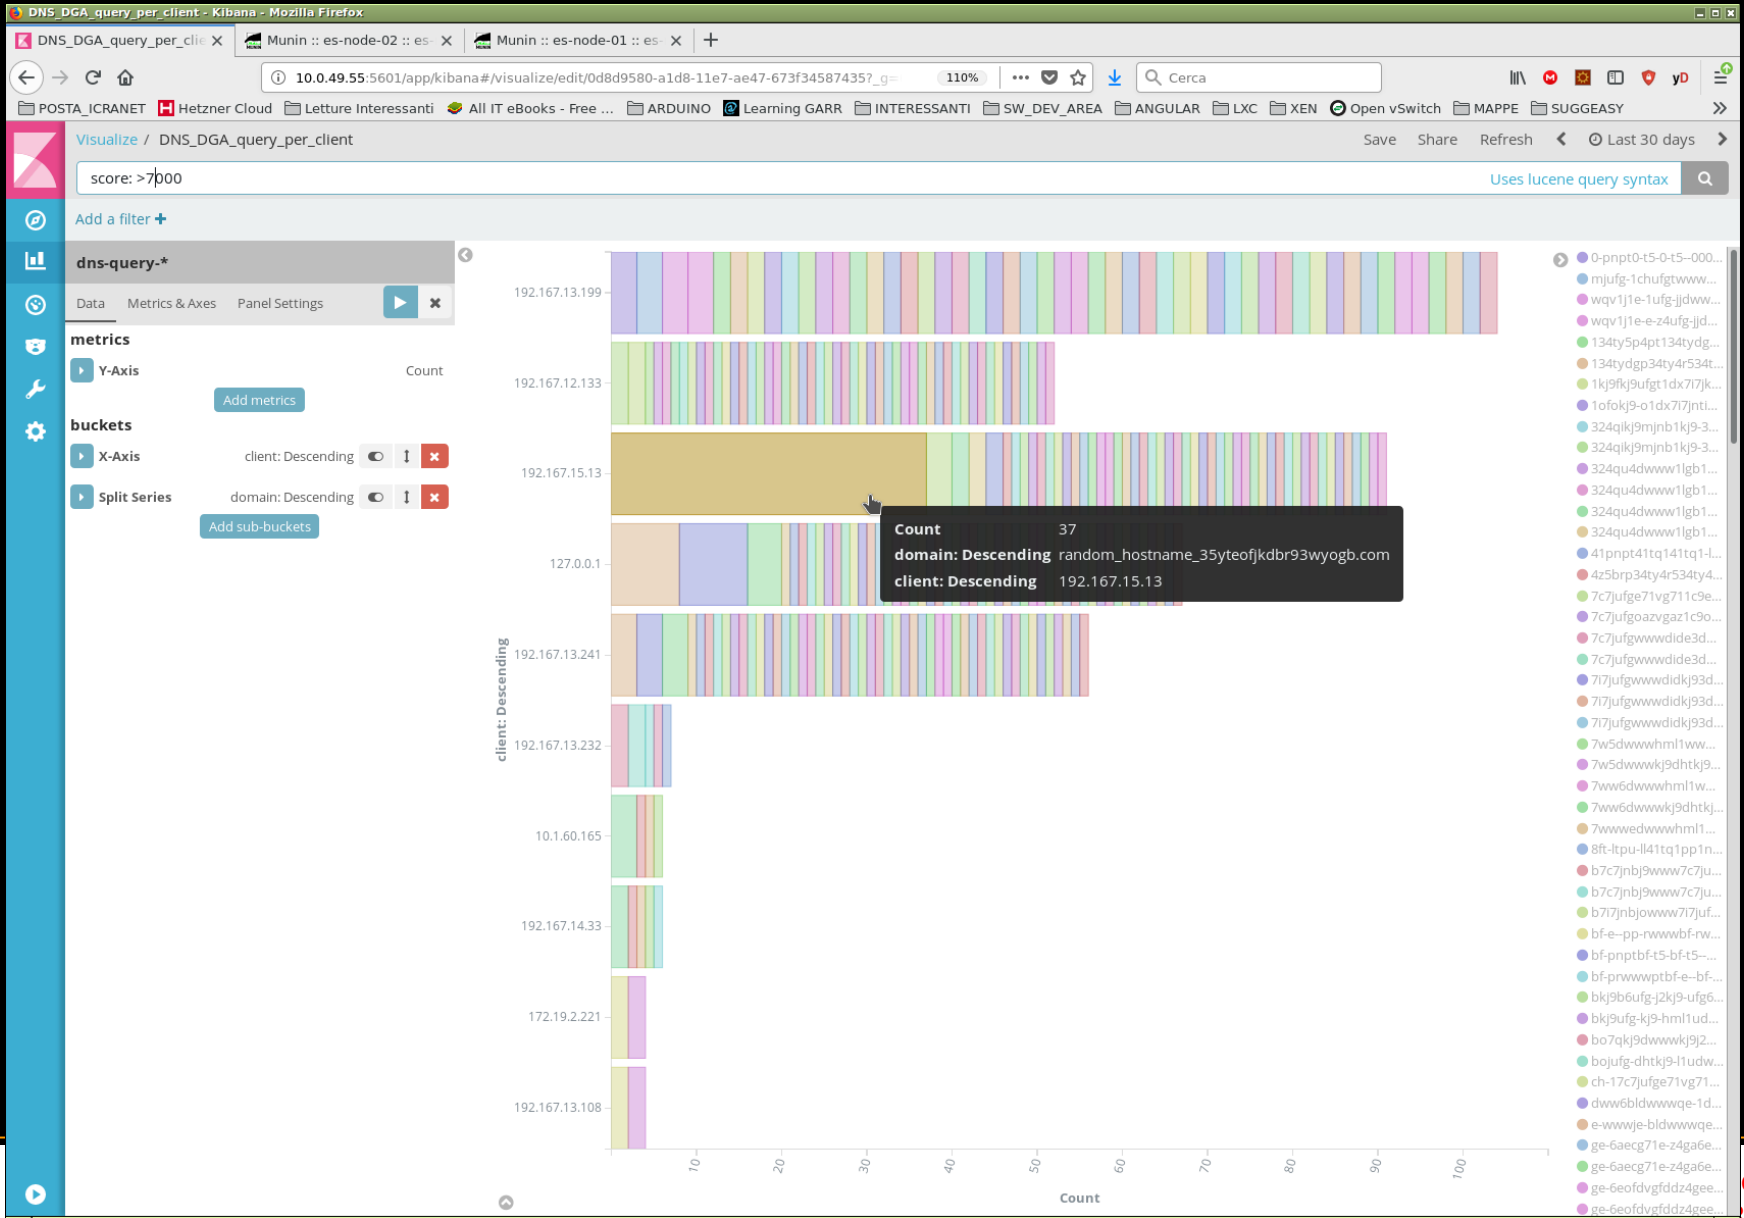 DNS_DGA_query_per_client - Kibana - Mozilla Firefox
DNS_DGA_query_per_clie
Munin :: es-node-02 :: es-
Munin :: es-node-01 :: es-
10.0.49.55:5601/app/kibana#/visualize/edit/0d8d9580-a1d8-11e7-ae47-673f34587435?_g=
110%
Cerca
yD
POSTA_ICRANET
Hetzner Cloud
Letture Interessanti
All IT eBooks - Free ...
ARDUINO
Learning GARR
INTERESSANTI
SW_DEV_AREA
ANGULAR
LXC
XEN
Open vSwitch
MAPPE
SUGGEASY
Visualize / DNS_DGA_query_per_client
Save
Share
Refresh
Last 30 days
score: >7000
Uses lucene query syntax
Add a filter +
dns-query-*
Data
Metrics & Axes
Panel Settings
metrics
Y-Axis
Count
Add metrics
buckets
X-Axis
client: Descending
Split Series
domain: Descending
Add sub-buckets
client: Descending
192.167.13.199
192.167.12.133
192.167.15.13
127.0.0.1
192.167.13.241
192.167.13.232
10.1.60.165
192.167.14.33
172.19.2.221
192.167.13.108
Count 37
domain: Descending random_hostname_35yteofjkdbr93wyogb.com
client: Descending 192.167.15.13
10
20
30
40
50
60
70
80
90
100
Count
0-pnpt0-t5-0-t5--000...
mjufg-1chufgtwww...
wqv1j1e-1ufg-jjdww...
wqv1j1e-e-z4ufg-jjd...
134ty5p4pt134tydg...
134tydgp34ty4r534t...
1kj9fkj9ufgt1dx7i7jk...
1ofokj9-o1dx7i7jnti...
324qikj9mjnb1kj9-3...
324qikj9mjnb1kj9-3...
324qu4dwww1lgb1...
324qu4dwww1lgb1...
324qu4dwww1lgb1...
324qu4dwww1lgb1...
41pnpt41tq141tq1-l...
4z5brp34ty4r534ty4...
7c7jufge71vg711c9e...
7c7jufgoazvgaz1c9o...
7c7jufgwwwdide3d...
7c7jufgwwwdide3d...
7i7jufgwwwdidkj93d...
7i7jufgwwwdidkj93d...
7i7jufgwwwdidkj93d...
7w5dwwwhml1ww...
7w5dwwwkj9dhtkj9...
7ww6dwwwhml1w...
7ww6dwwwkj9dhtkj...
7wwwedwwwhml1...
8ft-ltpu-ll41tq1pp1n...
b7c7jnbj9www7c7ju...
b7c7jnbj9www7c7ju...
b7i7jnbjowww7i7juf...
bf-e--pp-rwwwbf-rw...
bf-pnptbf-t5-bf-t5--...
bf-prwwwptbf-e--bf-...
bkj9b6ufg-j2kj9-ufg6...
bkj9ufg-kj9-hml1ud...
bo7qkj9dwwwkj9j2...
bojufg-dhtkj9-l1udw...
ch-17c7jufge71vg71...
dww6bldwwwqe-1d...
e-wwwje-bldwwwqe...
ge-6aecg71e-z4ga6e...
ge-6aecg71e-z4ga6e...
ge-6eofdvgfddz4gee...
ge-6eofdvgfddz4gee...